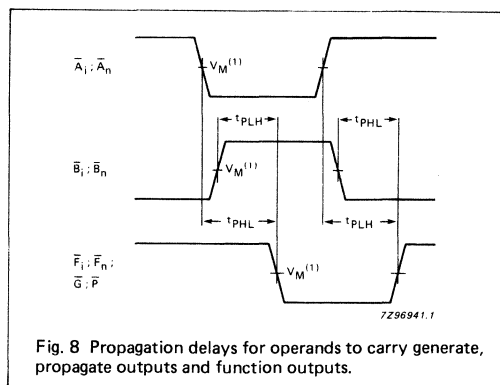 A̅i ; A̅n
VM(1)
tPLH
tPHL
B̅i ; B̅n
VM(1)
tPHL
tPLH
F̅i ; F̅n ;
G̅ ; P̅
VM(1)
7Z96941.1
Fig. 8 Propagation delays for operands to carry generate,
propagate outputs and function outputs.